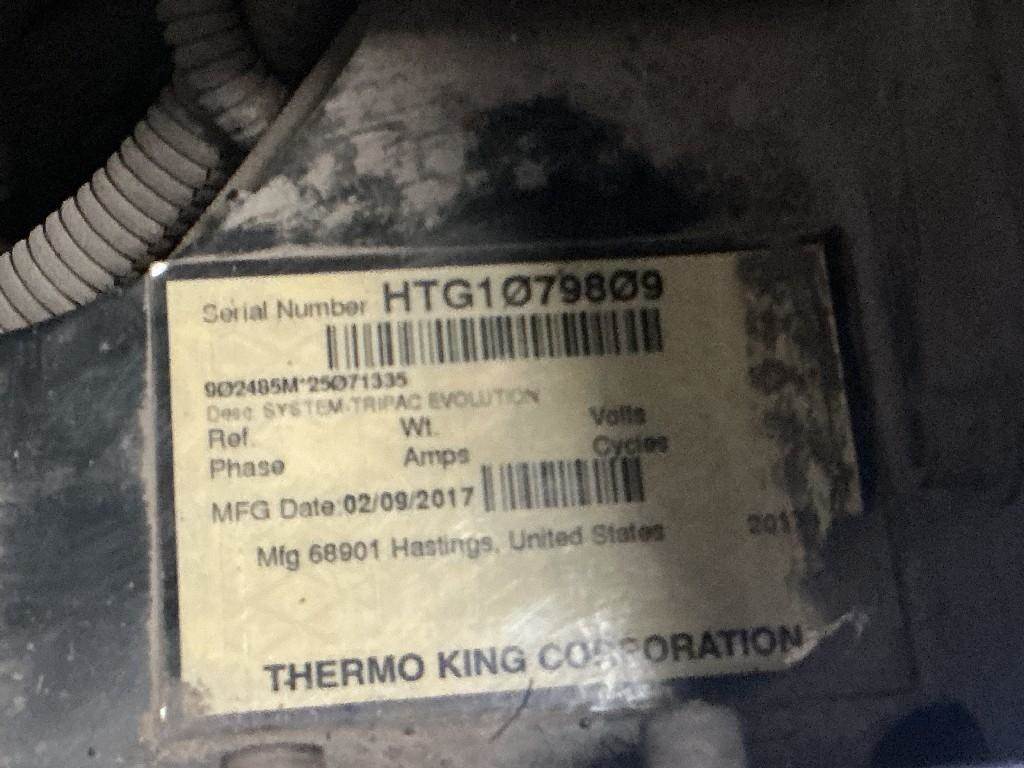 Serial Number HTG1Ø798Ø9
9Ø2485M*25Ø71335
Desc. SYSTEM-TRIPAC EVOLUTION
Ref. Wt. Volts
Phase Amps Cycles
MFG Date 02/09/2017
Mfg 68901 Hastings, United States 2017
THERMO KING CORPORATION